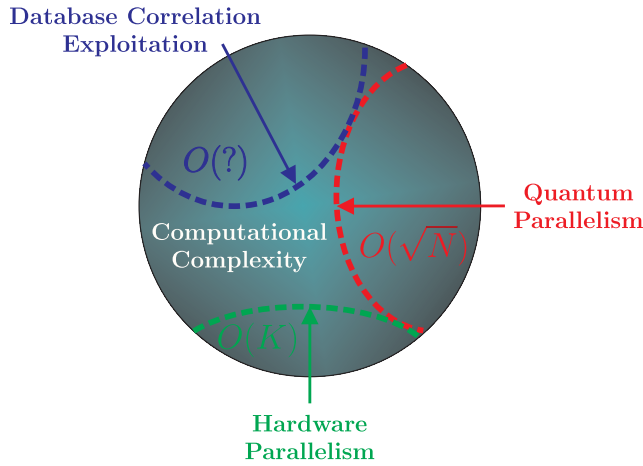 Database Correlation
Exploitation
O(?)
Quantum
Parallelism
Computational
Complexity
O(√N)
O(K)
Hardware
Parallelism